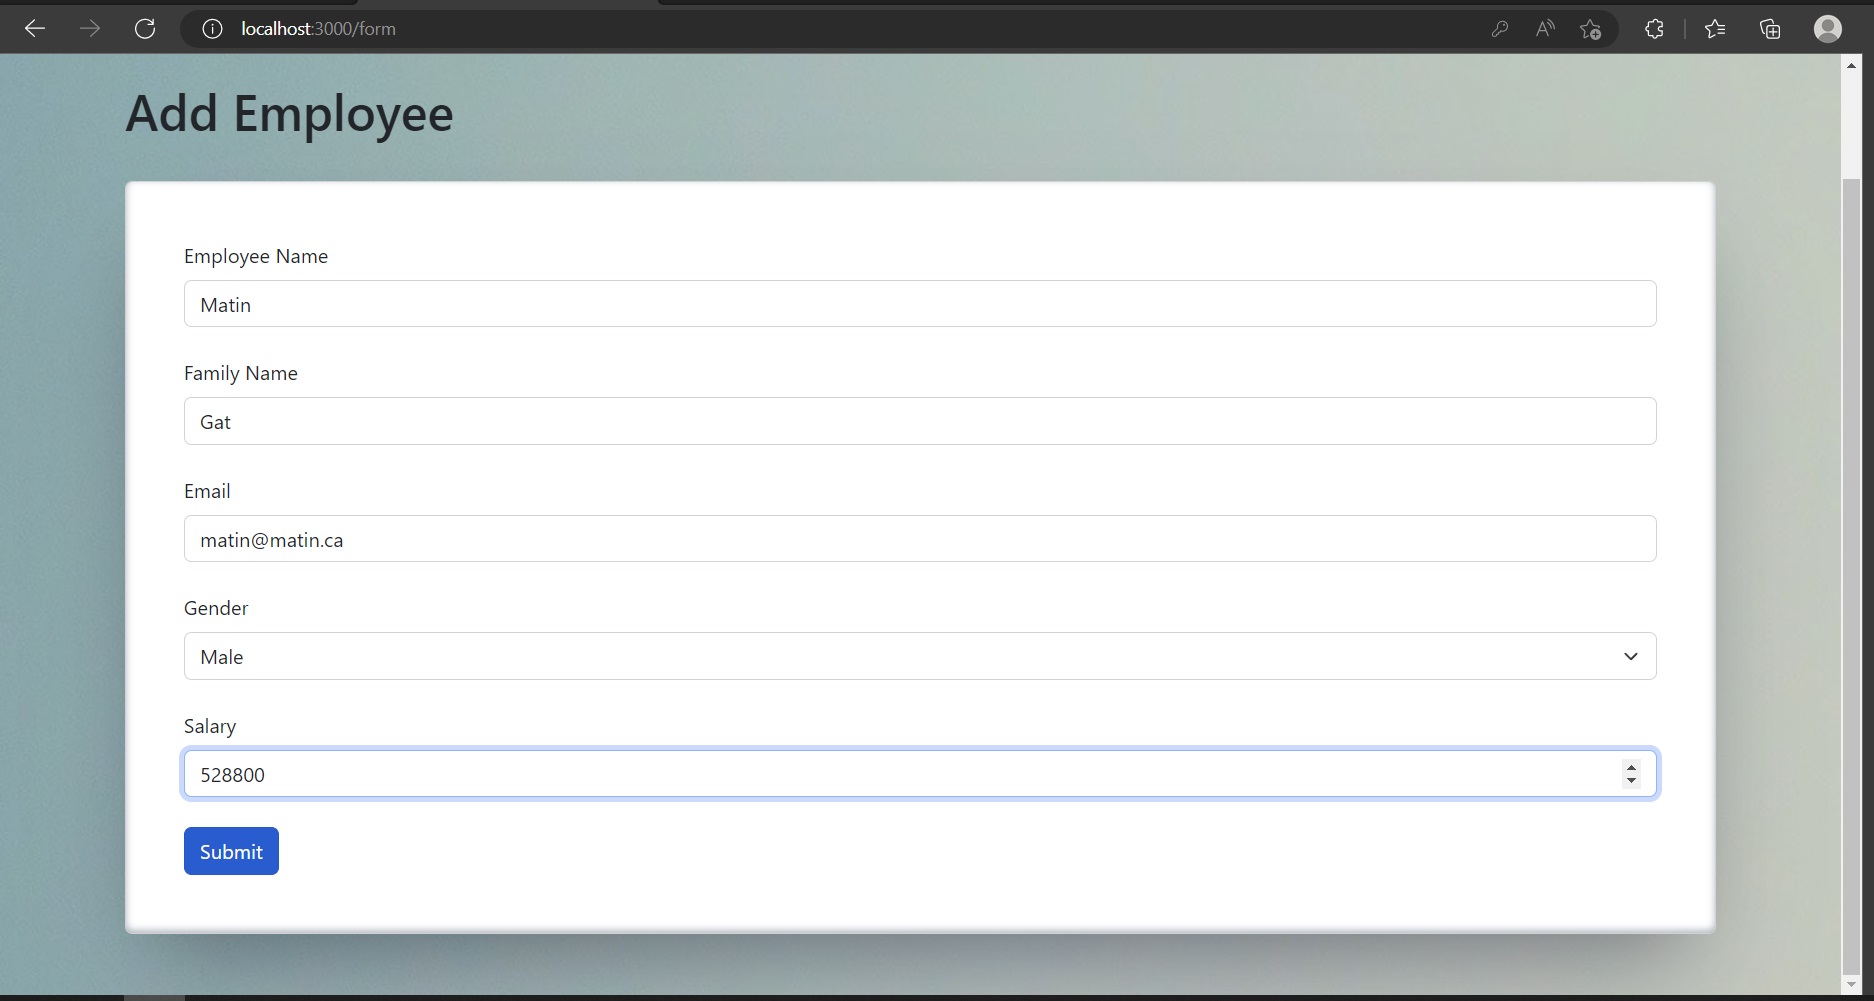 localhost:3000/form
Add Employee
Employee Name
Matin
Family Name
Gat
Email
matin@matin.ca
Gender
Male
Salary
528800
Submit